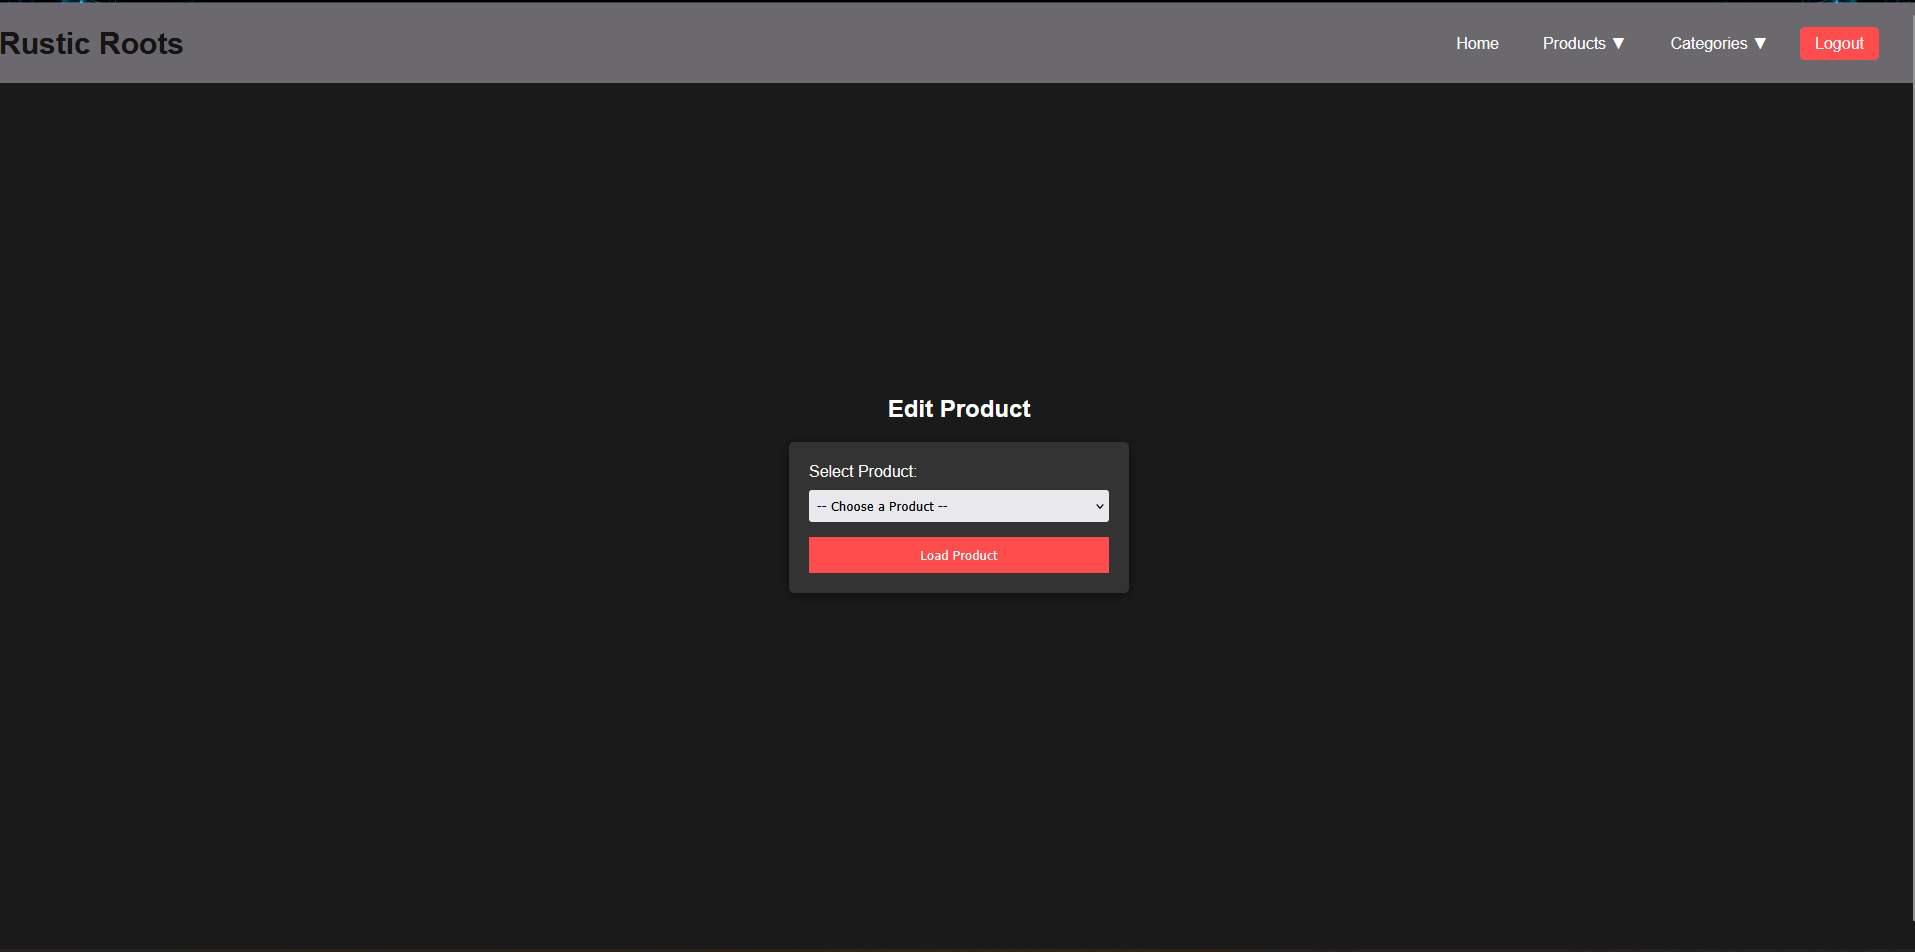 Rustic Roots
Home
Products ▼
Categories ▼
Logout
Edit Product
Select Product:
-- Choose a Product --
Load Product